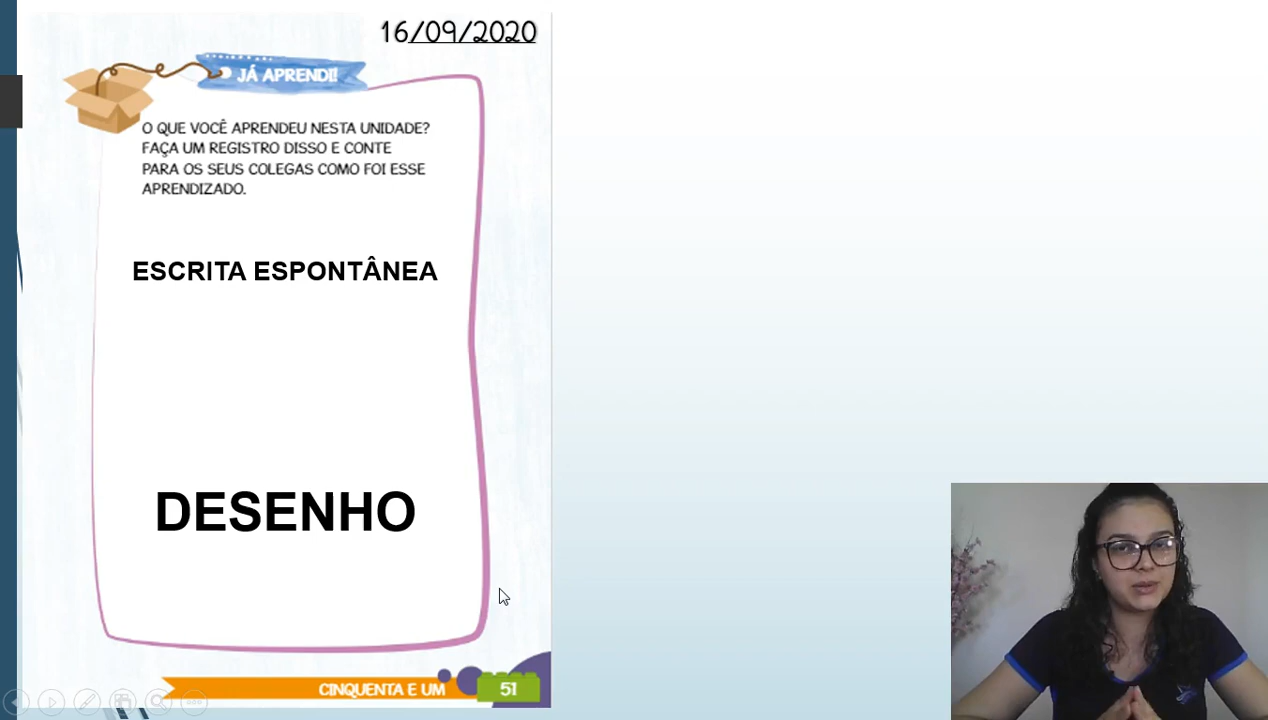 16/09/2020
JÁ APRENDI!
O QUE VOCÊ APRENDEU NESTA UNIDADE?
FAÇA UM REGISTRO DISSO E CONTE
PARA OS SEUS COLEGAS COMO FOI ESSE
APRENDIZADO.
ESCRITA ESPONTÂNEA
DESENHO
CINQUENTA E UM
51